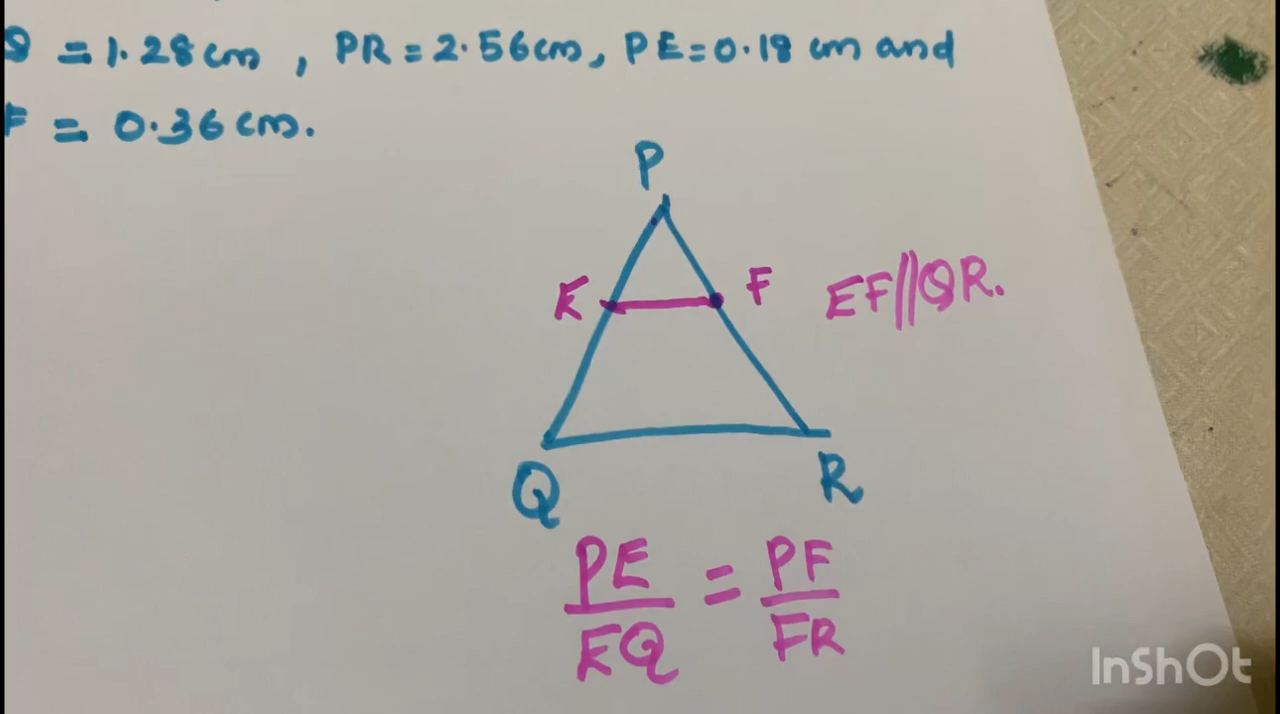 = 1.28 cm, PR = 2.56 cm, PE = 0.18 cm and
= 0.36 cm.
P
E F EF||QR.
Q R
PE/EQ = PF/FR
InShOt